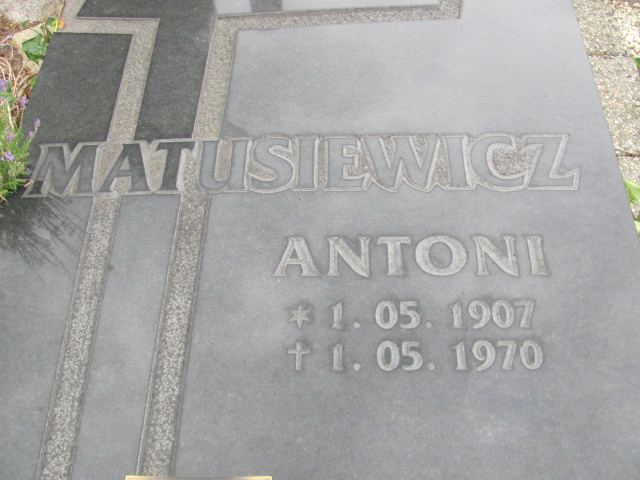 MATUSIEWICZ
ANTONI
* 1. 05. 1907
† 1. 05. 1970